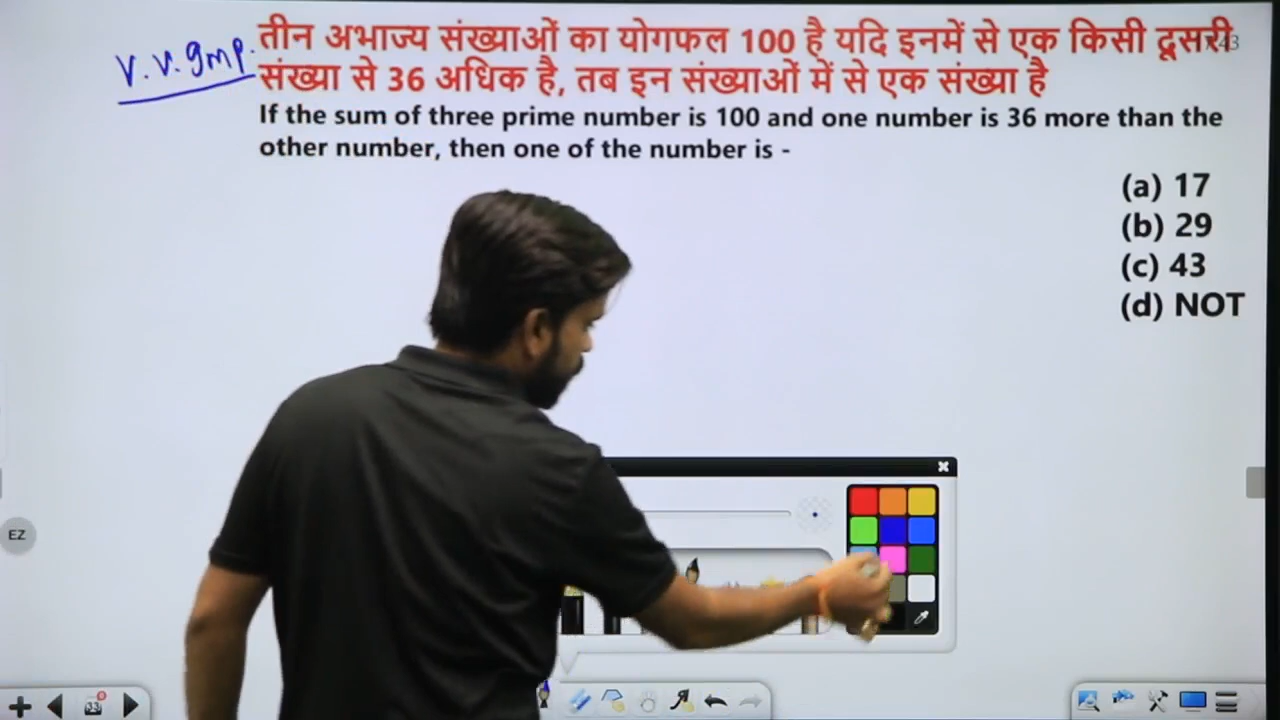 V.V.Imp.
तीन अभाज्य संख्याओं का योगफल 100 है यदि इनमें से एक किसी दूसरी
संख्या से 36 अधिक है, तब इन संख्याओं में से एक संख्या है
If the sum of three prime number is 100 and one number is 36 more than the
other number, then one of the number is -
(a) 17
(b) 29
(c) 43
(d) NOT
EZ